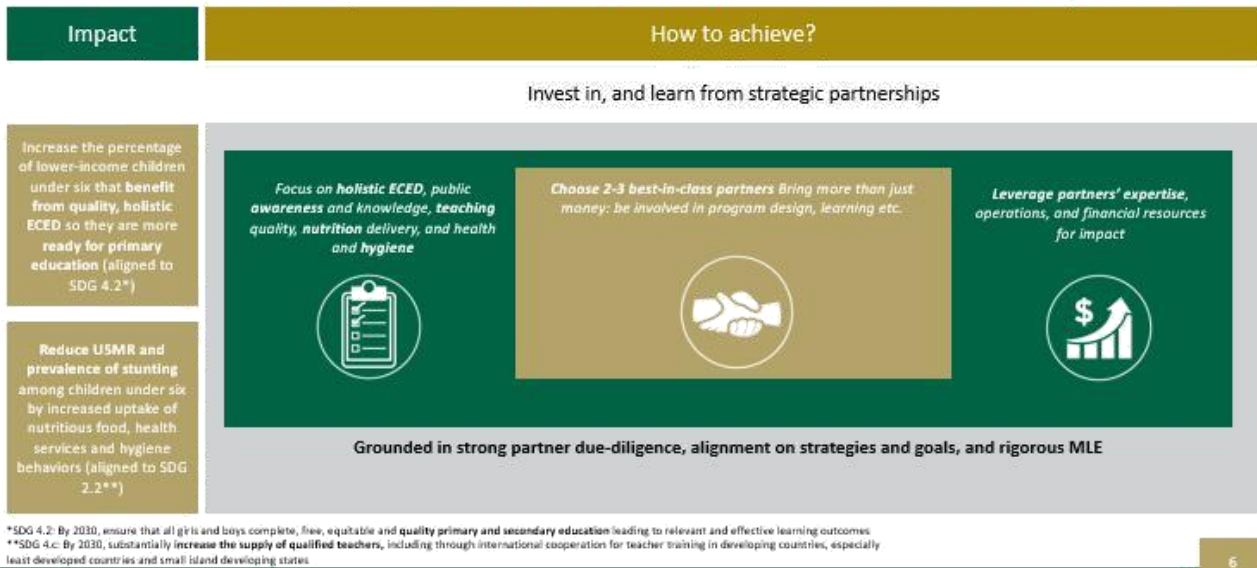 Impact
How to achieve?
Invest in, and learn from strategic partnerships
Increase the percentage
of lower-income children
under six that benefit
from quality, holistic
ECED so they are more
ready for primary
education (aligned to
SDG 4.2*)
Reduce U5MR and
prevalence of stunting
among children under six
by increased uptake of
nutritious food, health
services and hygiene
behaviors (aligned to SDG
2.2**)
Focus on holistic ECED, public
awareness and knowledge, teaching
quality, nutrition delivery, and health
and hygiene
Choose 2-3 best-in-class partners Bring more than just
money: be involved in program design, learning etc.
Leverage partners' expertise,
operations, and financial resources
for impact
$
Grounded in strong partner due-diligence, alignment on strategies and goals, and rigorous MLE
*SDG 4.2: By 2030, ensure that all girls and boys complete, free, equitable and quality primary and secondary education leading to relevant and effective learning outcomes
**SDG 4.c: By 2030, substantially increase the supply of qualified teachers, including through international cooperation for teacher training in developing countries, especially
least developed countries and small island developing states
6